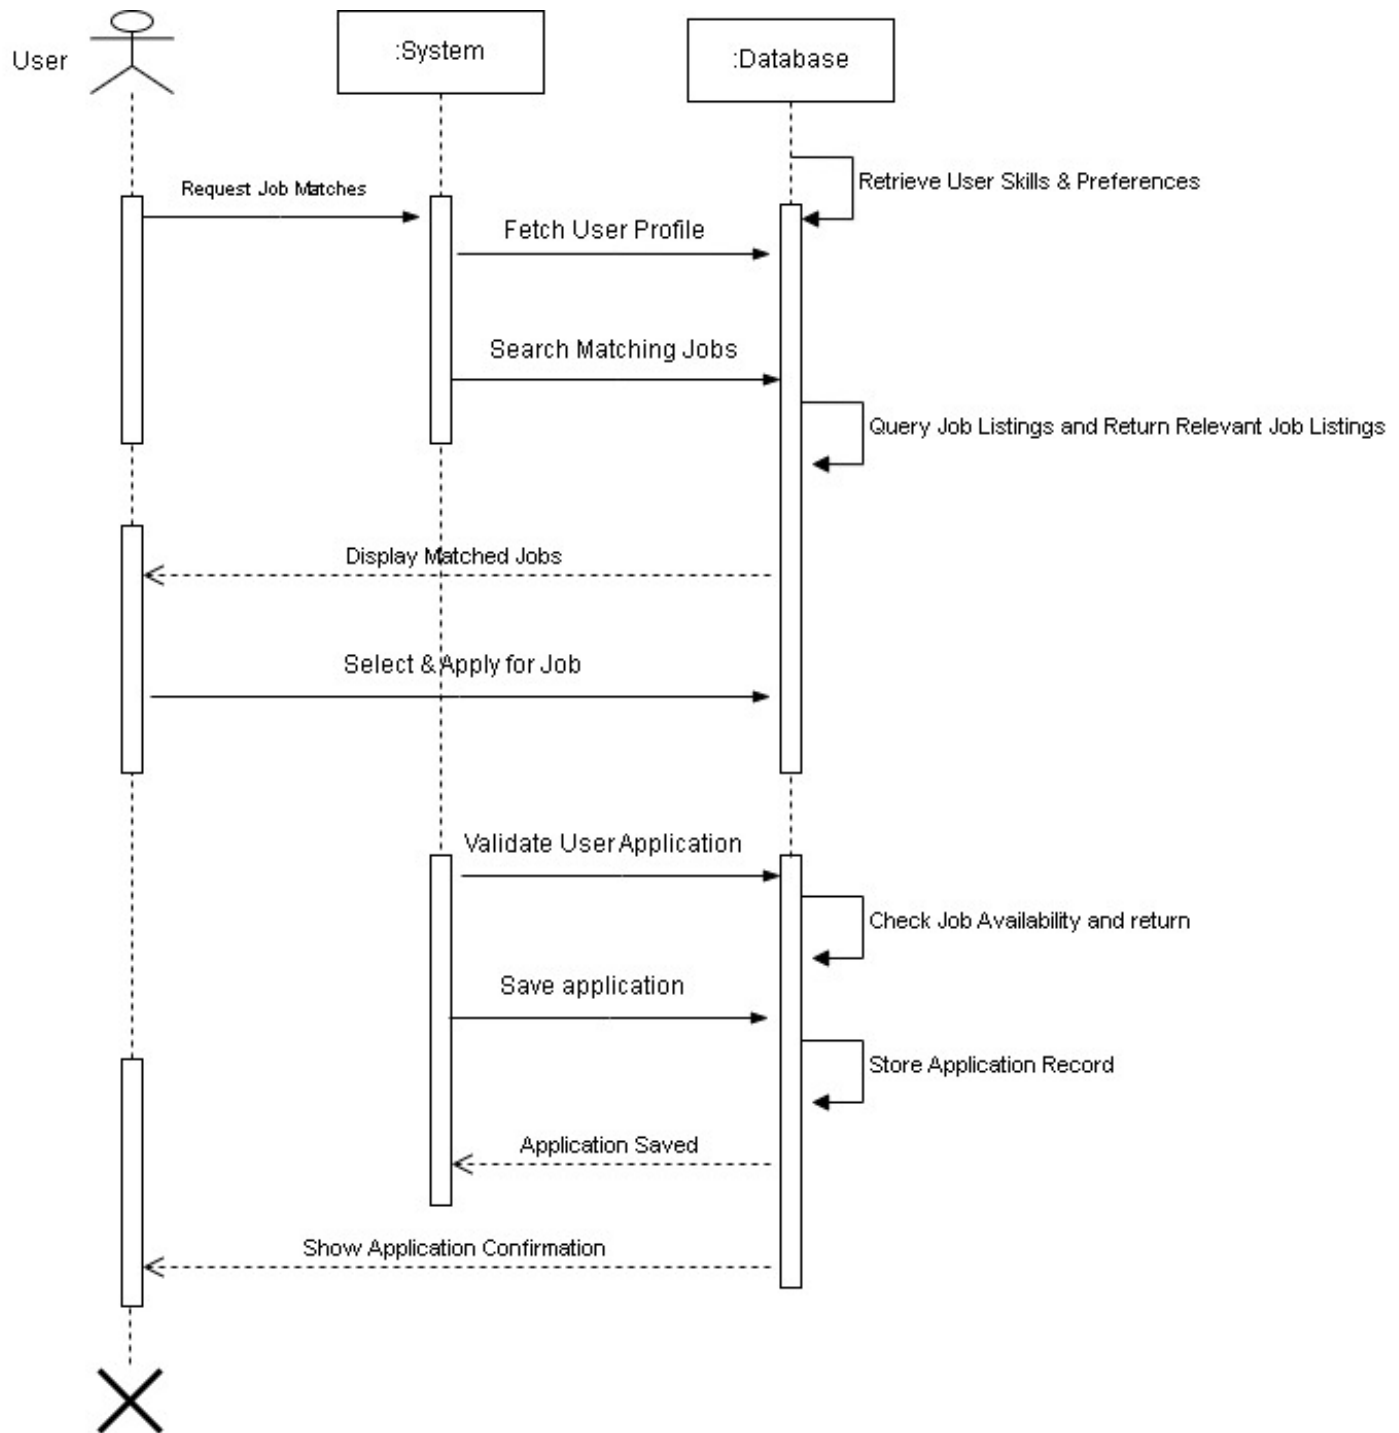 User
:System
:Database
Retrieve User Skills & Preferences
Request Job Matches
Fetch User Profile
Search Matching Jobs
Query Job Listings and Return Relevant Job Listings
Display Matched Jobs
Select & Apply for Job
Validate User Application
Check Job Availability and return
Save application
Store Application Record
Application Saved
Show Application Confirmation